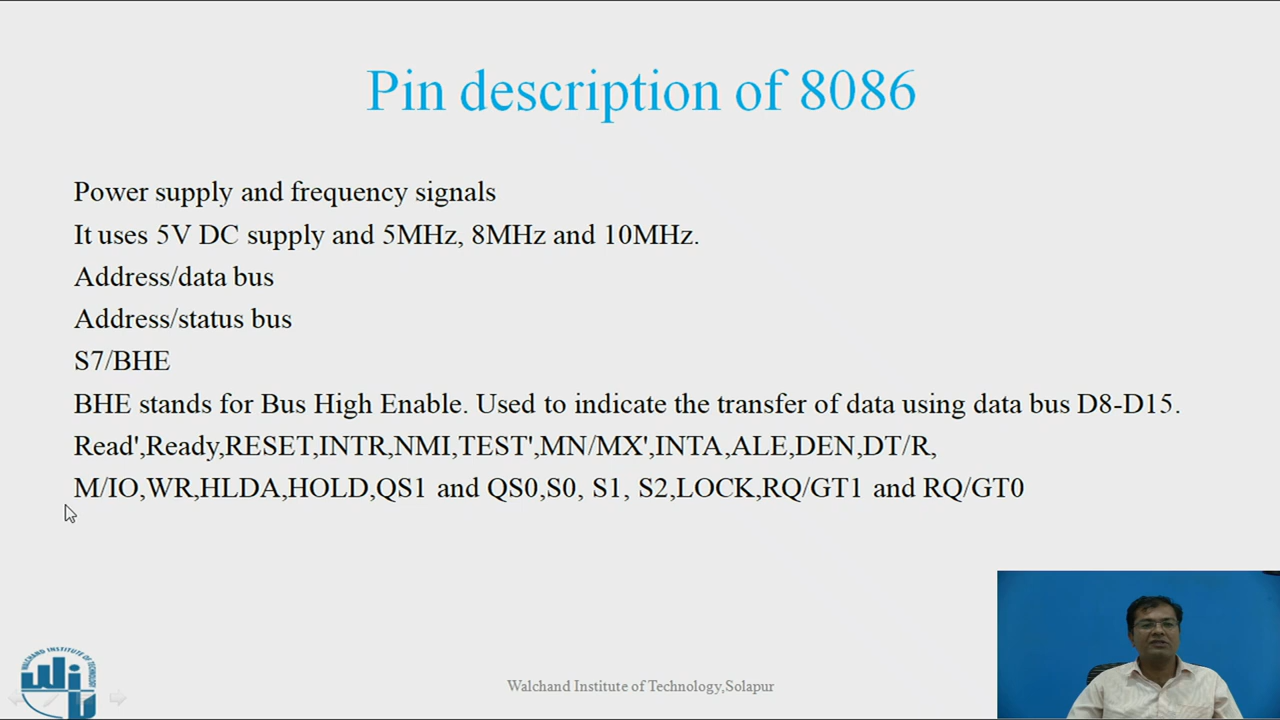 Pin description of 8086
Power supply and frequency signals
It uses 5V DC supply and 5MHz, 8MHz and 10MHz.
Address/data bus
Address/status bus
S7/BHE
BHE stands for Bus High Enable. Used to indicate the transfer of data using data bus D8-D15.
Read',Ready,RESET,INTR,NMI,TEST',MN/MX',INTA,ALE,DEN,DT/R,
M/IO,WR,HLDA,HOLD,QS1 and QS0,S0, S1, S2,LOCK,RQ/GT1 and RQ/GT0
WALCHAND INSTITUTE OF TECHNOLOGY
Walchand Institute of Technology,Solapur